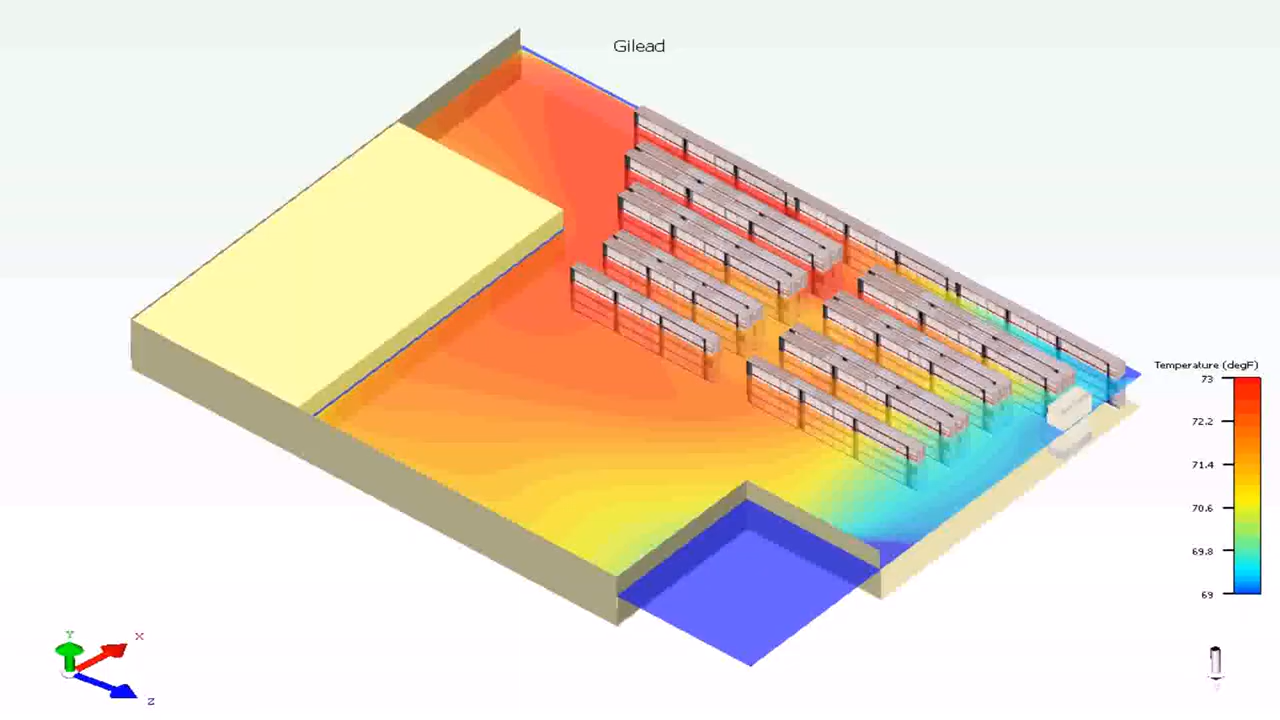 Gilead
Temperature (degF)
73
72.2
71.4
70.6
69.8
69
Y
X
Z